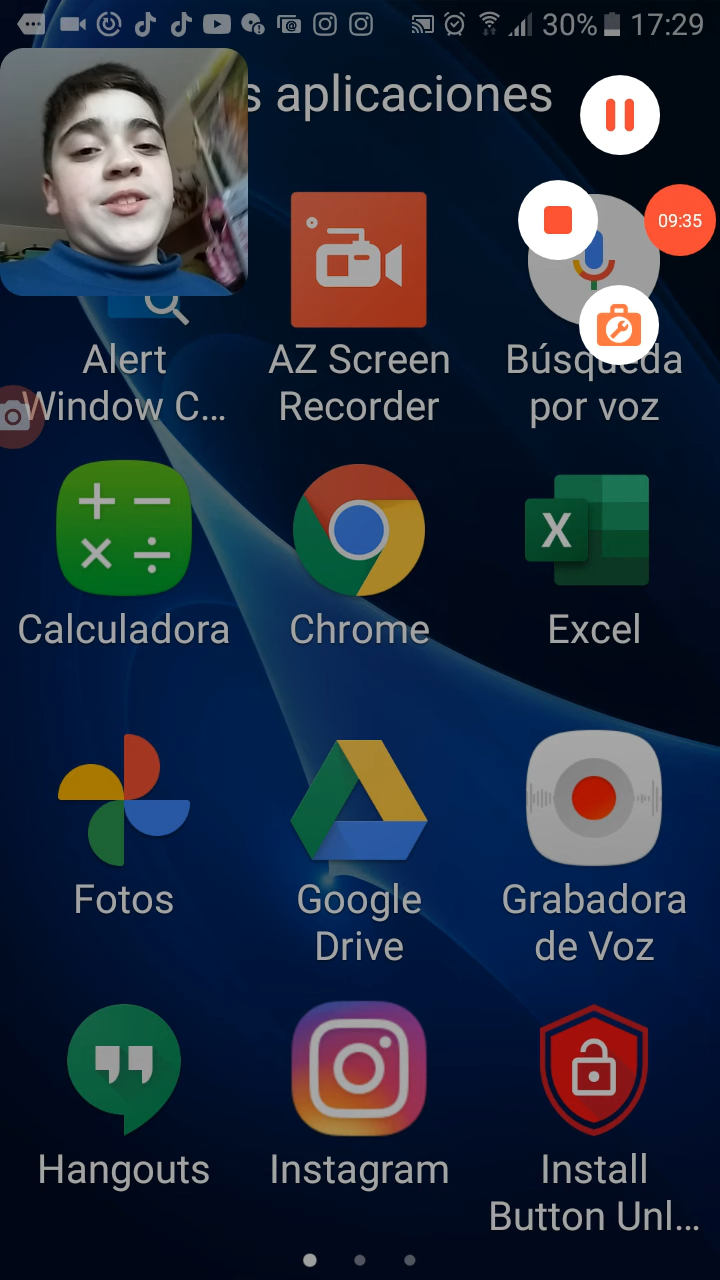 30% 17:29
s aplicaciones
09:35
Alert
Window C...
AZ Screen
Recorder
Búsqueda
por voz
Calculadora
Chrome
X
Excel
Fotos
Google
Drive
Grabadora
de Voz
Hangouts
Instagram
Install
Button Unl...